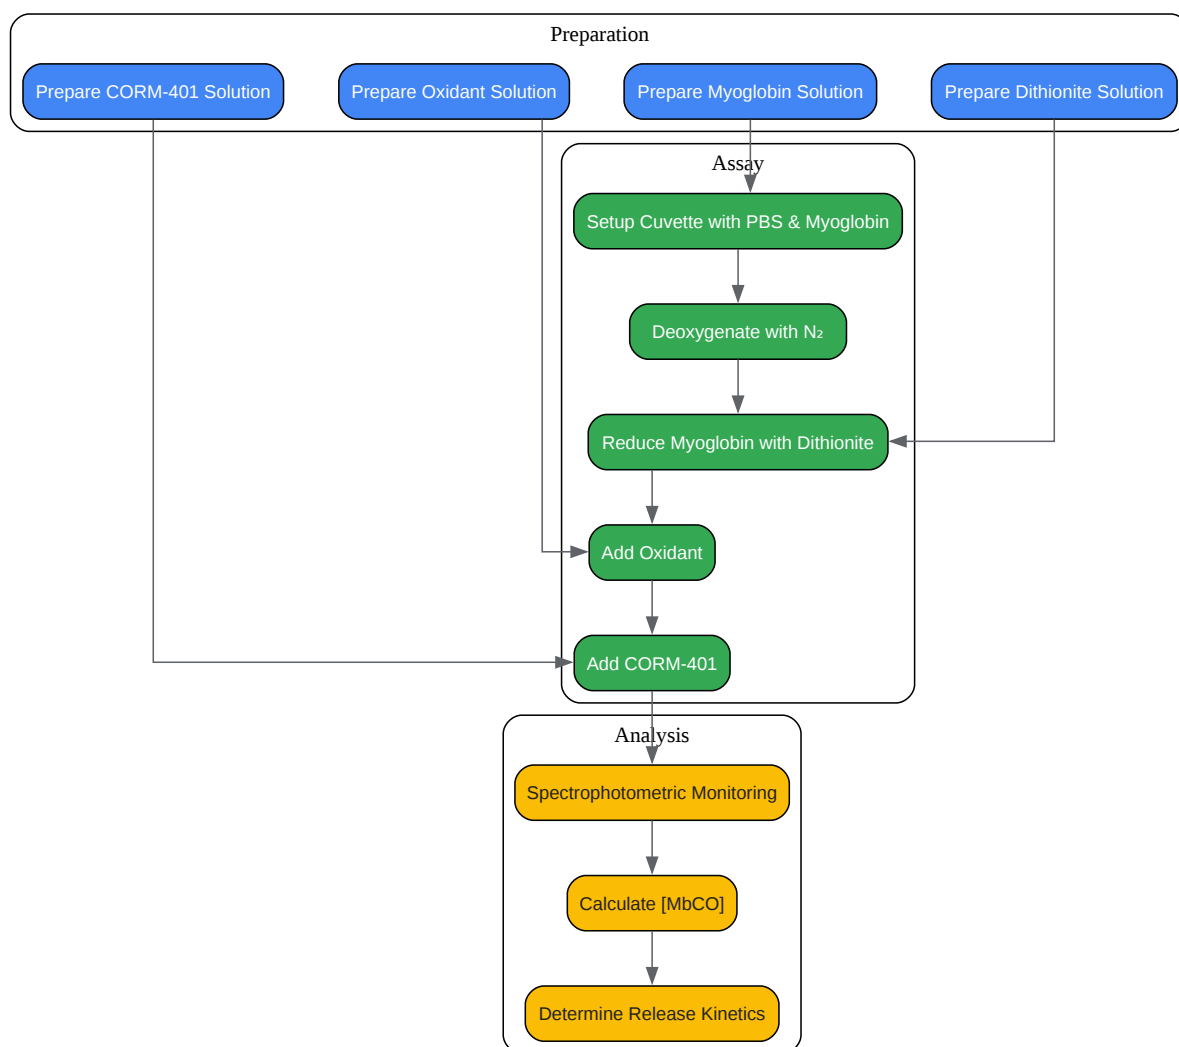 Preparation
Prepare CORM-401 Solution
Prepare Oxidant Solution
Prepare Myoglobin Solution
Prepare Dithionite Solution
Assay
Setup Cuvette with PBS & Myoglobin
Deoxygenate with N₂
Reduce Myoglobin with Dithionite
Add Oxidant
Add CORM-401
Analysis
Spectrophotometric Monitoring
Calculate [MbCO]
Determine Release Kinetics